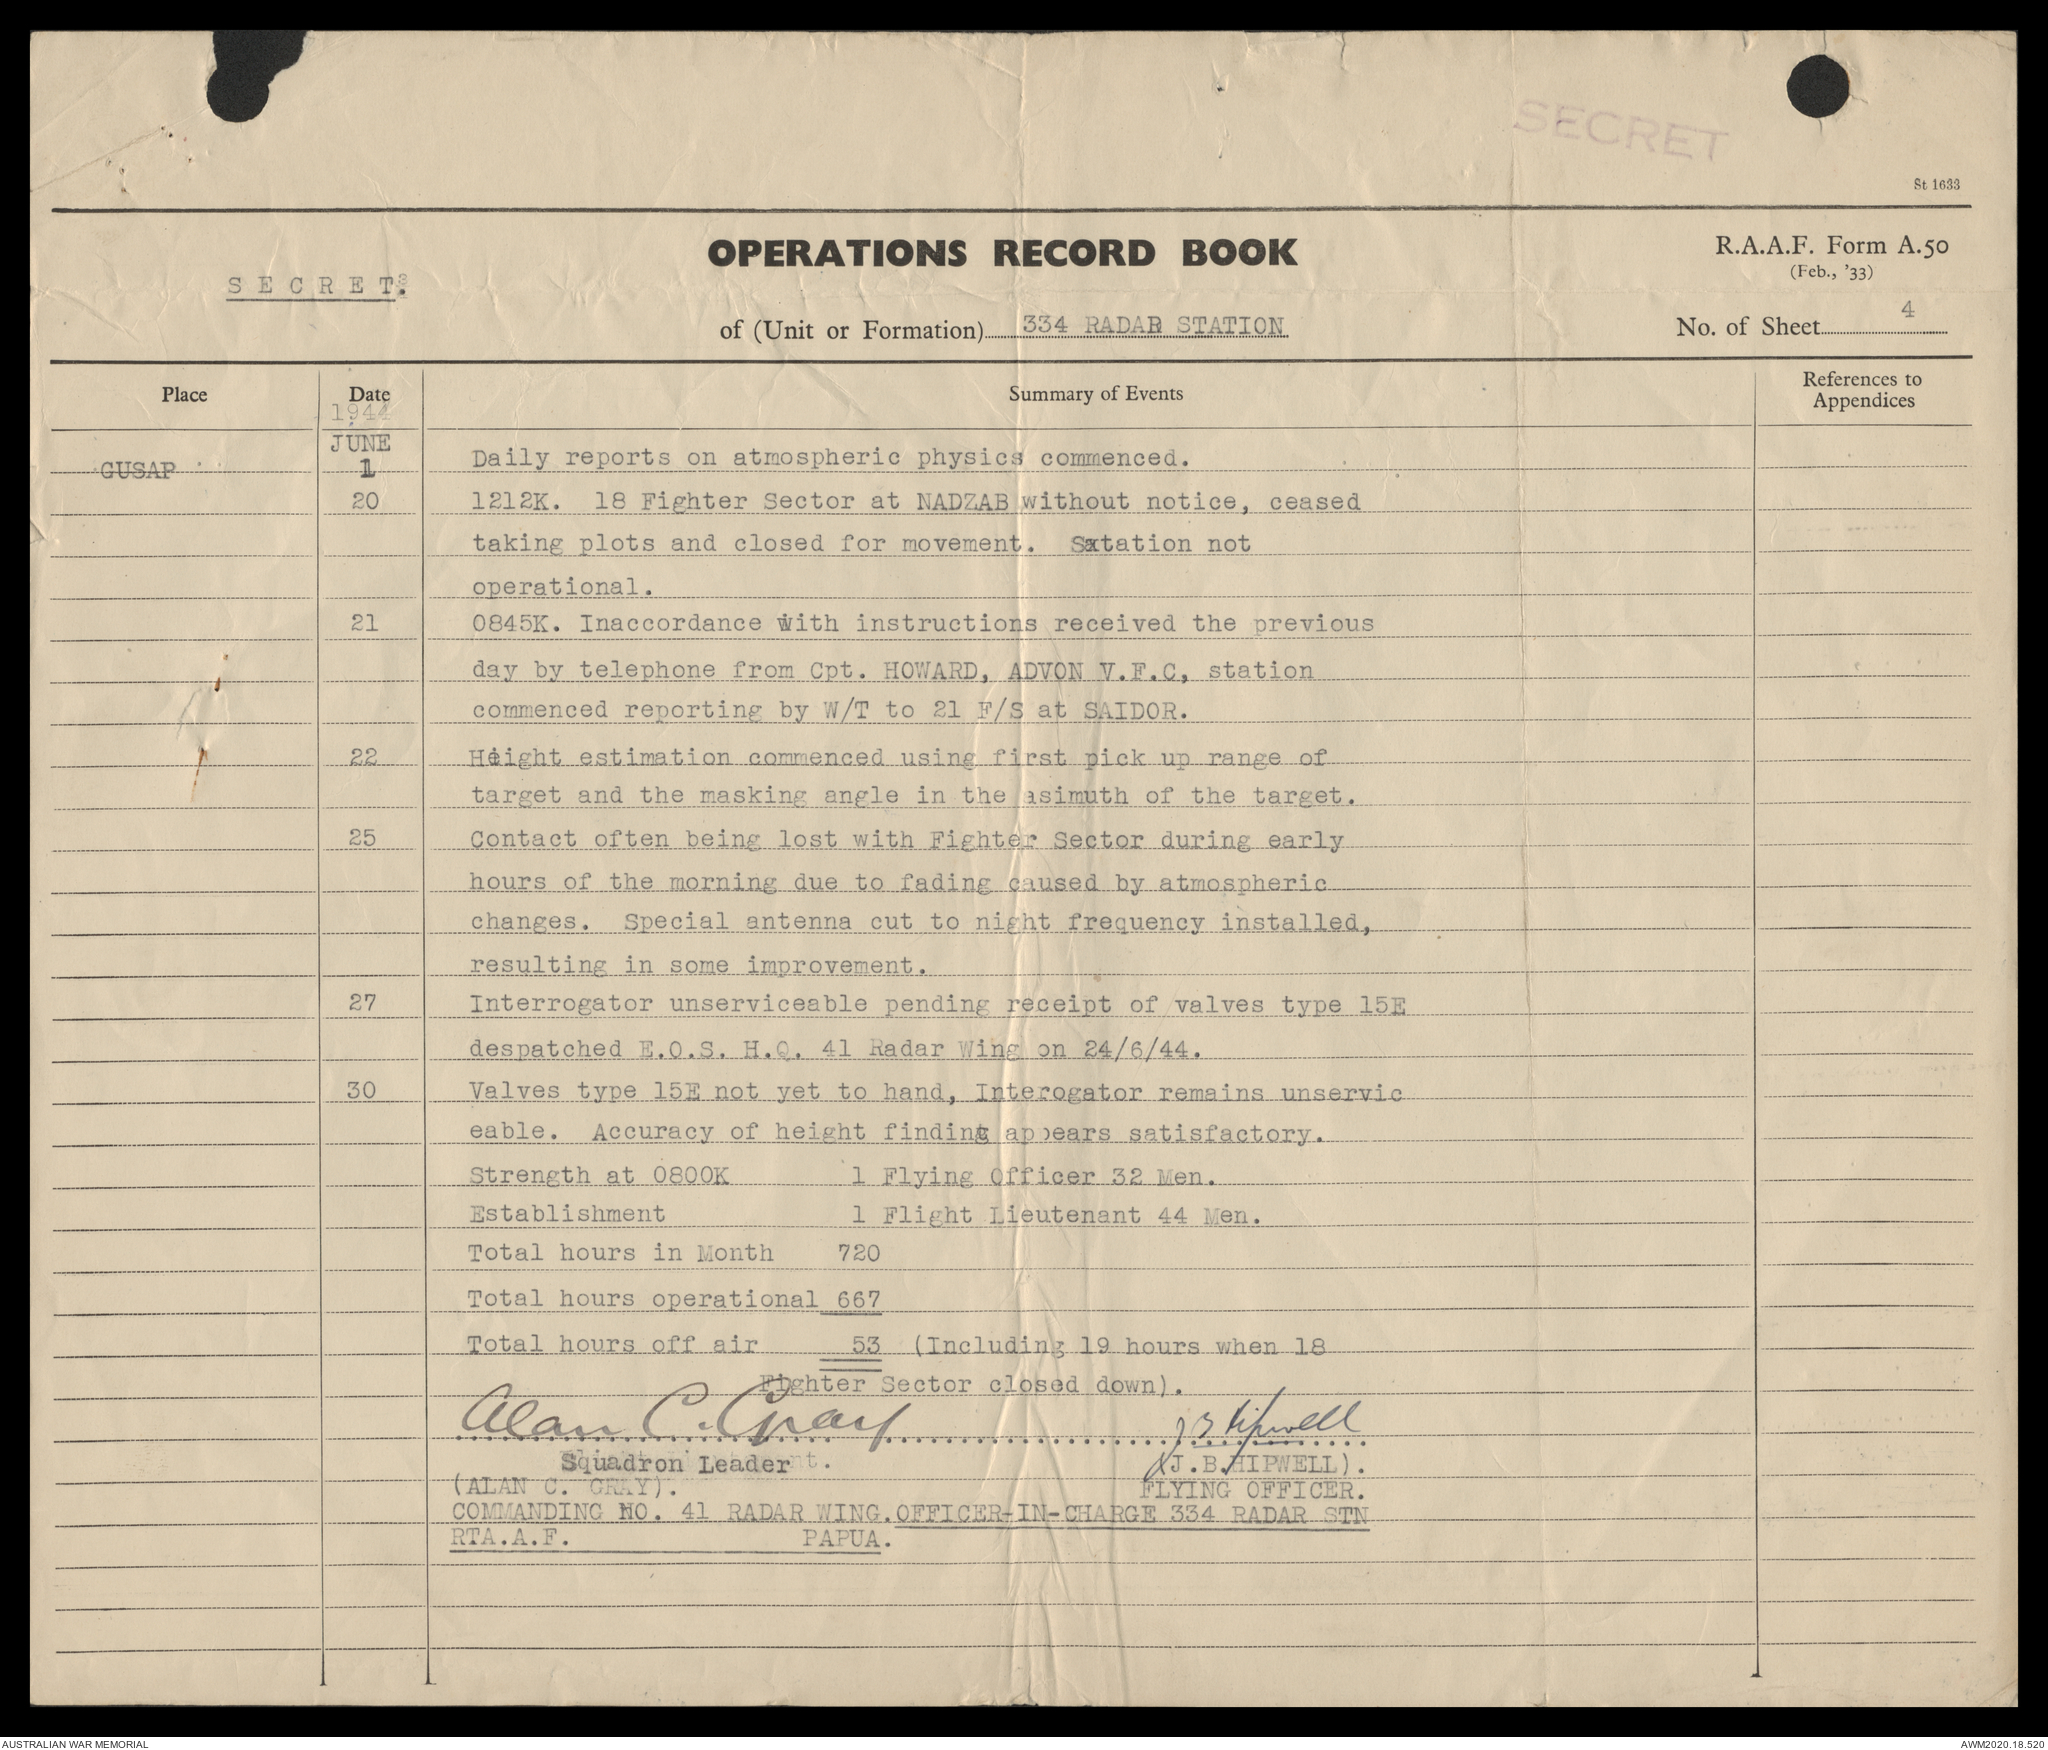 SECRET
St 1633
OPERATIONS RECORD BOOK
R.A.A.F. Form A.50
(Feb., '33)
SECRET.
of (Unit or Formation) 334 RADAR STATION
No. of Sheet 4
Place Date Summary of Events References to Appendices
1944
JUNE
GUSAP 1 Daily reports on atmospheric physics commenced.
20 1212K. 18 Fighter Sector at NADZAB without notice, ceased
taking plots and closed for movement. Station not
operational.
21 0845K. Inaccordance with instructions received the previous
day by telephone from Cpt. HOWARD, ADVON V.F.C, station
commenced reporting by W/T to 21 F/S at SAIDOR.
22 Height estimation commenced using first pick up range of
target and the masking angle in the asimuth of the target.
25 Contact often being lost with Fighter Sector during early
hours of the morning due to fading caused by atmospheric
changes. Special antenna cut to night frequency installed,
resulting in some improvement.
27 Interrogator unserviceable pending receipt of valves type 15E
despatched E.O.S. H.Q. 41 Radar Wing on 24/6/44.
30 Valves type 15E not yet to hand, Interogator remains unservic
eable. Accuracy of height finding appears satisfactory.
Strength at 0800K 1 Flying Officer 32 Men.
Establishment 1 Flight Lieutenant 44 Men.
Total hours in Month 720
Total hours operational 667
Total hours off air 53 (Including 19 hours when 18
Fighter Sector closed down).
Alan C. Gray J B Hipwell
Squadron Leader. (J.B.HIPWELL).
(ALAN C. GRAY). FLYING OFFICER.
COMMANDING NO. 41 RADAR WING. OFFICER-IN-CHARGE 334 RADAR STN
RTA.A.F. PAPUA.
AUSTRALIAN WAR MEMORIAL
AWM2020.18.520